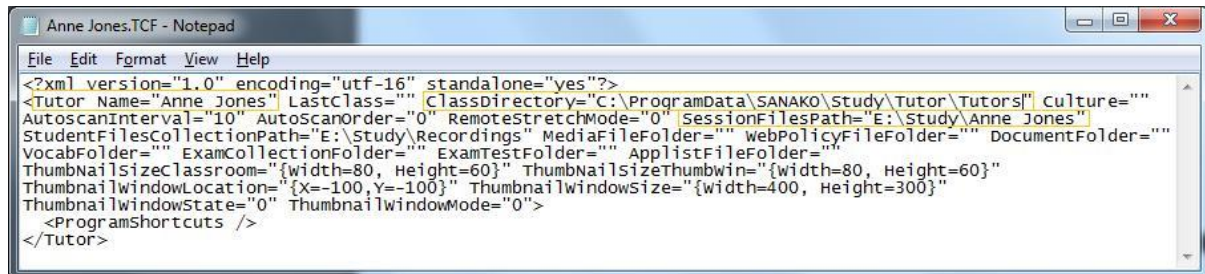 Anne Jones.TCF - Notepad
File Edit Format View Help
<?xml version="1.0" encoding="utf-16" standalone="yes"?>
<Tutor Name="Anne Jones" LastClass="" ClassDirectory="C:\ProgramData\SANAKO\Study\Tutor\Tutors" Culture=""
AutoscanInterval="10" AutoScanOrder="0" RemoteStretchMode="0" SessionFilesPath="E:\Study\Anne Jones"
StudentFilesCollectionPath="E:\Study\Recordings" MediaFileFolder="" WebPolicyFileFolder="" DocumentFolder=""
VocabFolder="" ExamCollectionFolder="" ExamTestFolder="" ApplistFileFolder=""
ThumbNailSizeClassroom="{Width=80, Height=60}" ThumbNailSizeThumbWin="{Width=80, Height=60}"
ThumbnailWindowLocation="{X=-100,Y=-100}" ThumbnailWindowSize="{Width=400, Height=300}"
ThumbnailWindowState="0" ThumbnailWindowMode="0">
<ProgramShortcuts />
</Tutor>